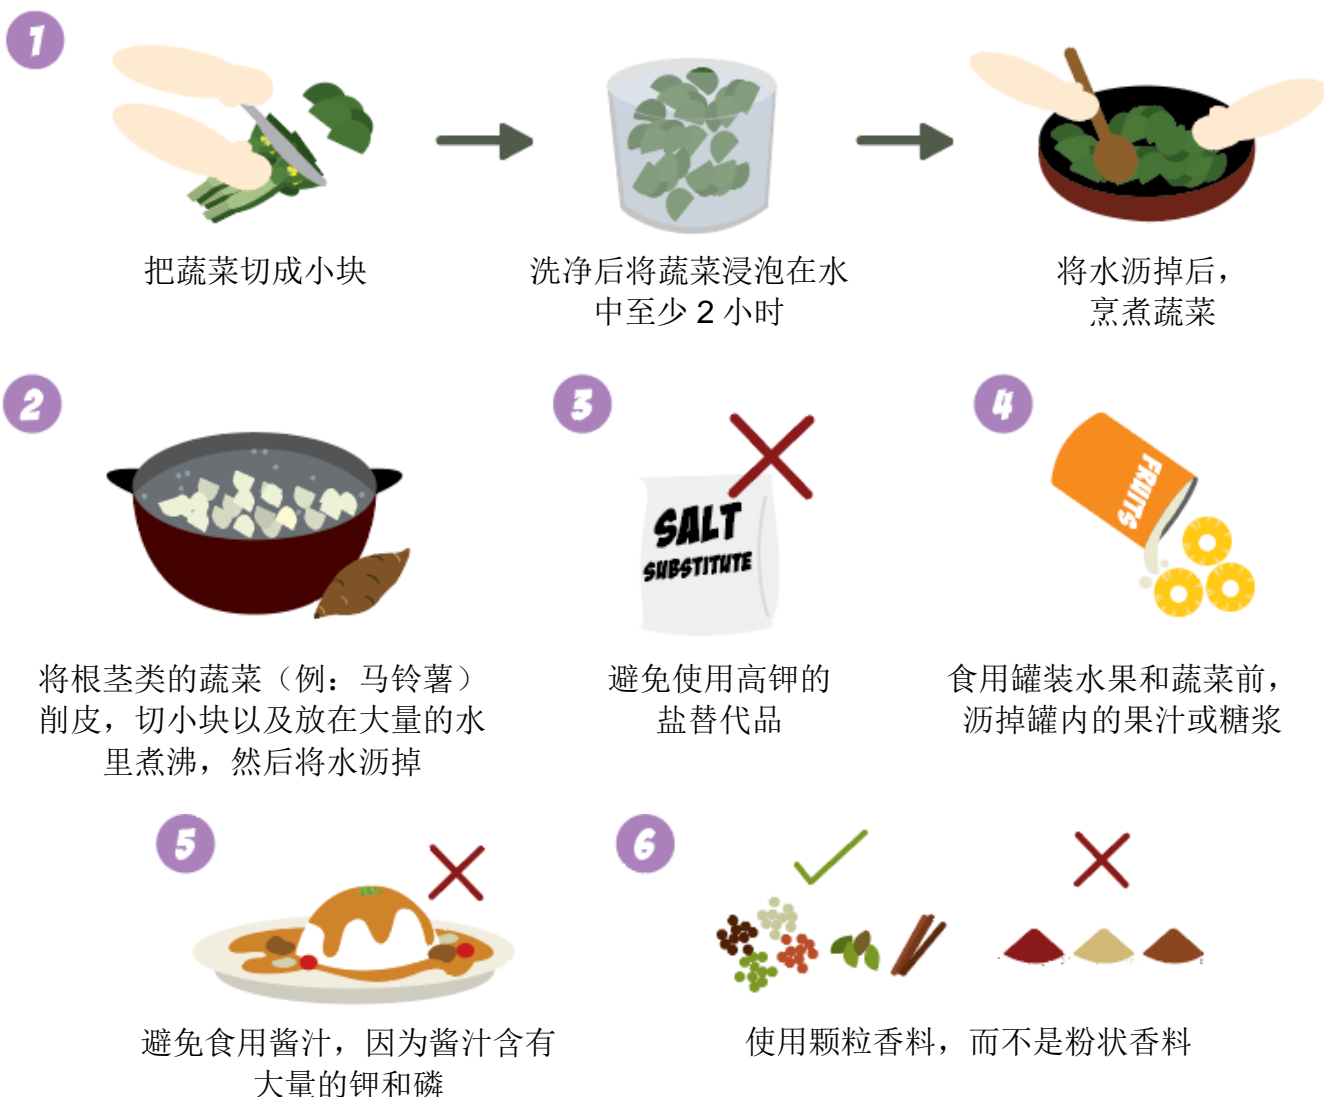 1
把蔬菜切成小块
洗净后将蔬菜浸泡在水
中至少 2 小时
将水沥掉后，
烹煮蔬菜
2
将根茎类的蔬菜（例：马铃薯）
削皮，切小块以及放在大量的水
里煮沸，然后将水沥掉
3
SALT
SUBSTITUTE
避免使用高钾的
盐替代品
4
FRUITS
食用罐装水果和蔬菜前，
沥掉罐内的果汁或糖浆
5
避免食用酱汁，因为酱汁含有
大量的钾和磷
6
使用颗粒香料，而不是粉状香料